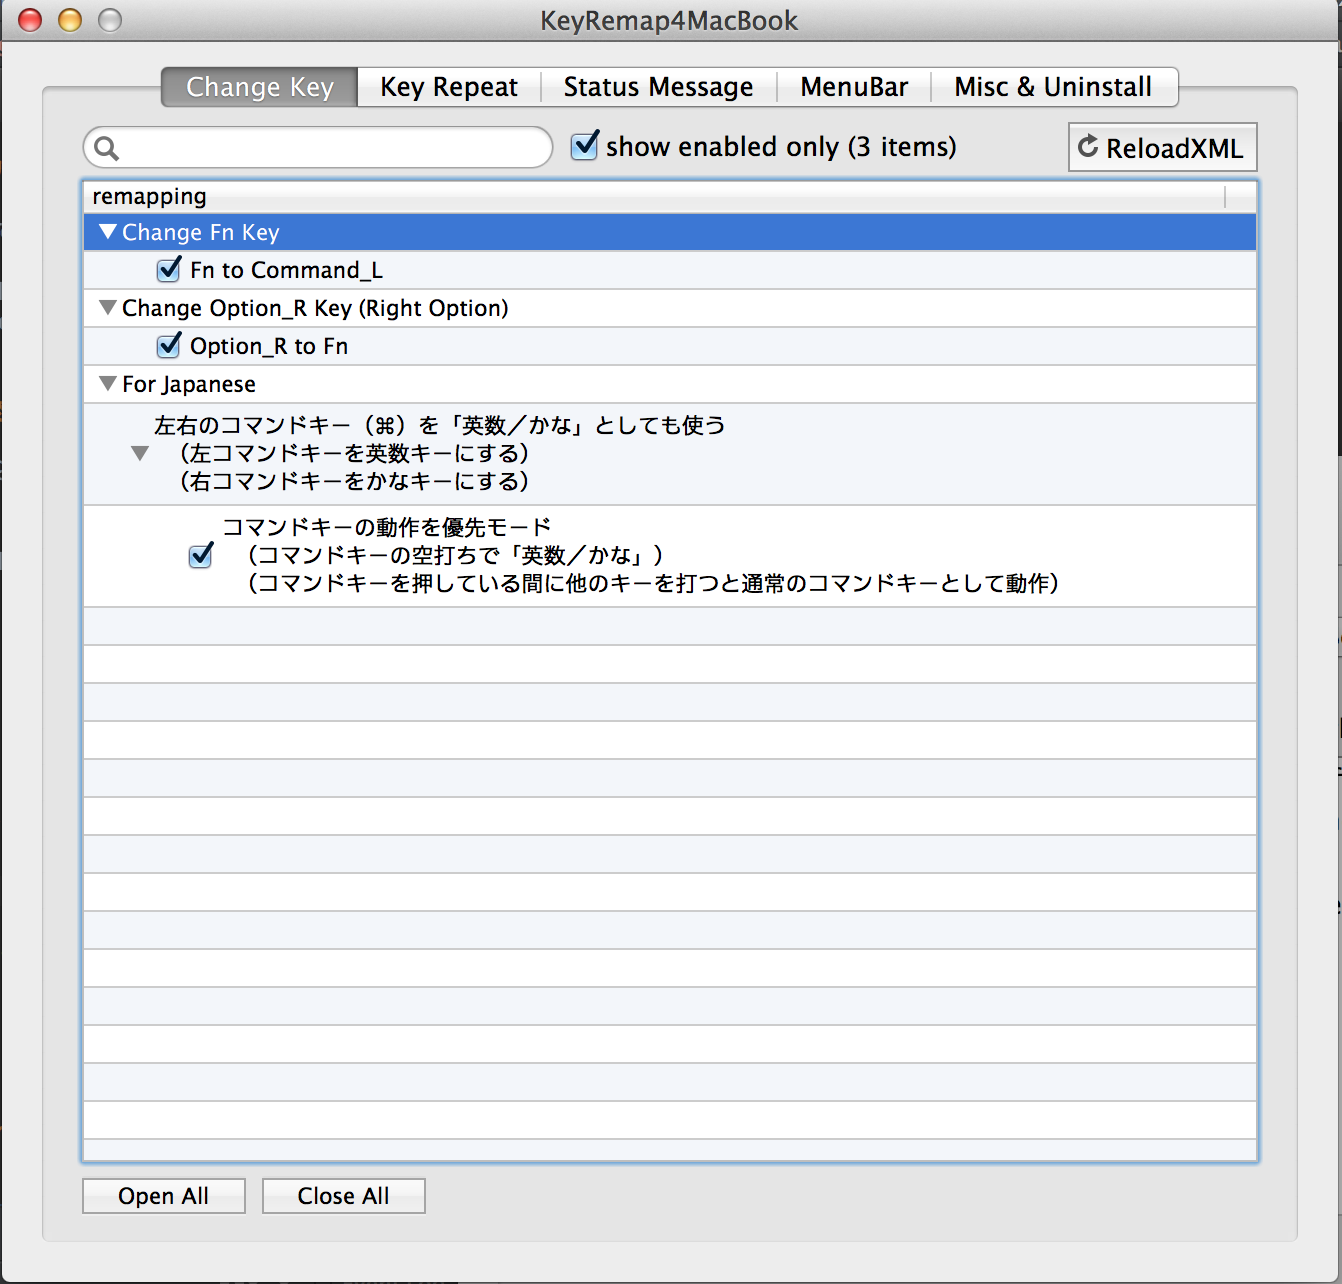 KeyRemap4MacBook
Change Key
Key Repeat
Status Message
MenuBar
Misc & Uninstall
show enabled only (3 items)
ReloadXML
remapping
Change Fn Key
Fn to Command_L
Change Option_R Key (Right Option)
Option_R to Fn
For Japanese
左右のコマンドキー（⌘）を「英数／かな」としても使う
（左コマンドキーを英数キーにする）
（右コマンドキーをかなキーにする）
コマンドキーの動作を優先モード
（コマンドキーの空打ちで「英数／かな」）
（コマンドキーを押している間に他のキーを打つと通常のコマンドキーとして動作）
Open All
Close All